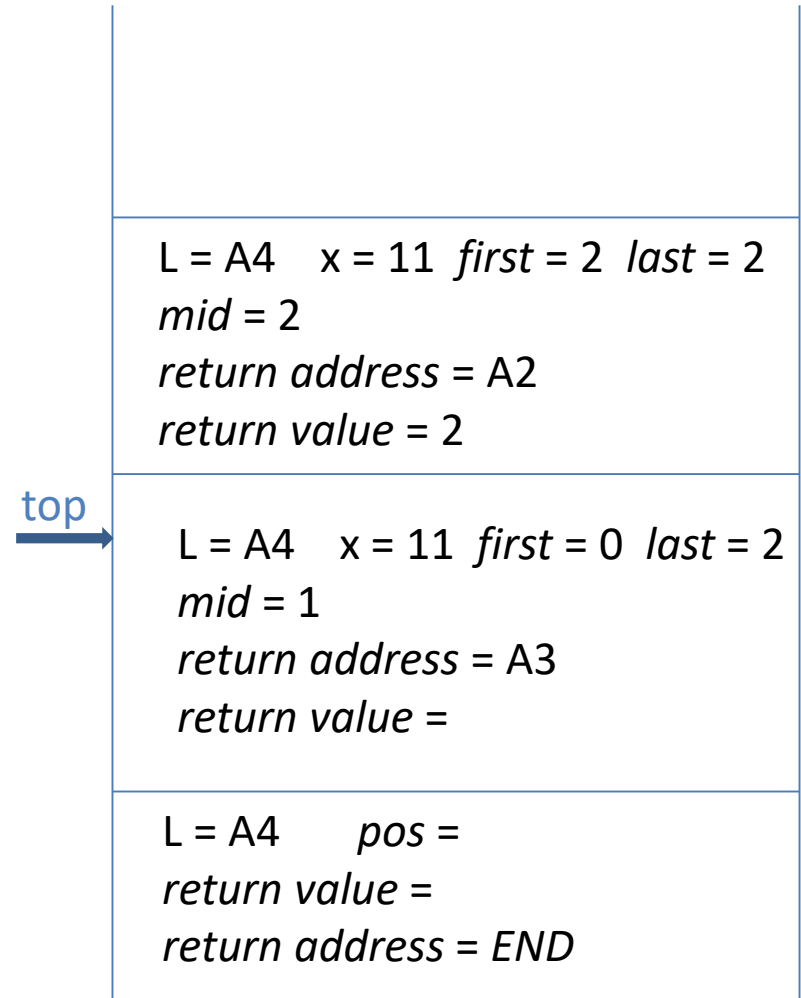 L = A4 x = 11 first = 2 last = 2
mid = 2
return address = A2
return value = 2
top
L = A4 x = 11 first = 0 last = 2
mid = 1
return address = A3
return value =
L = A4 pos =
return value =
return address = END